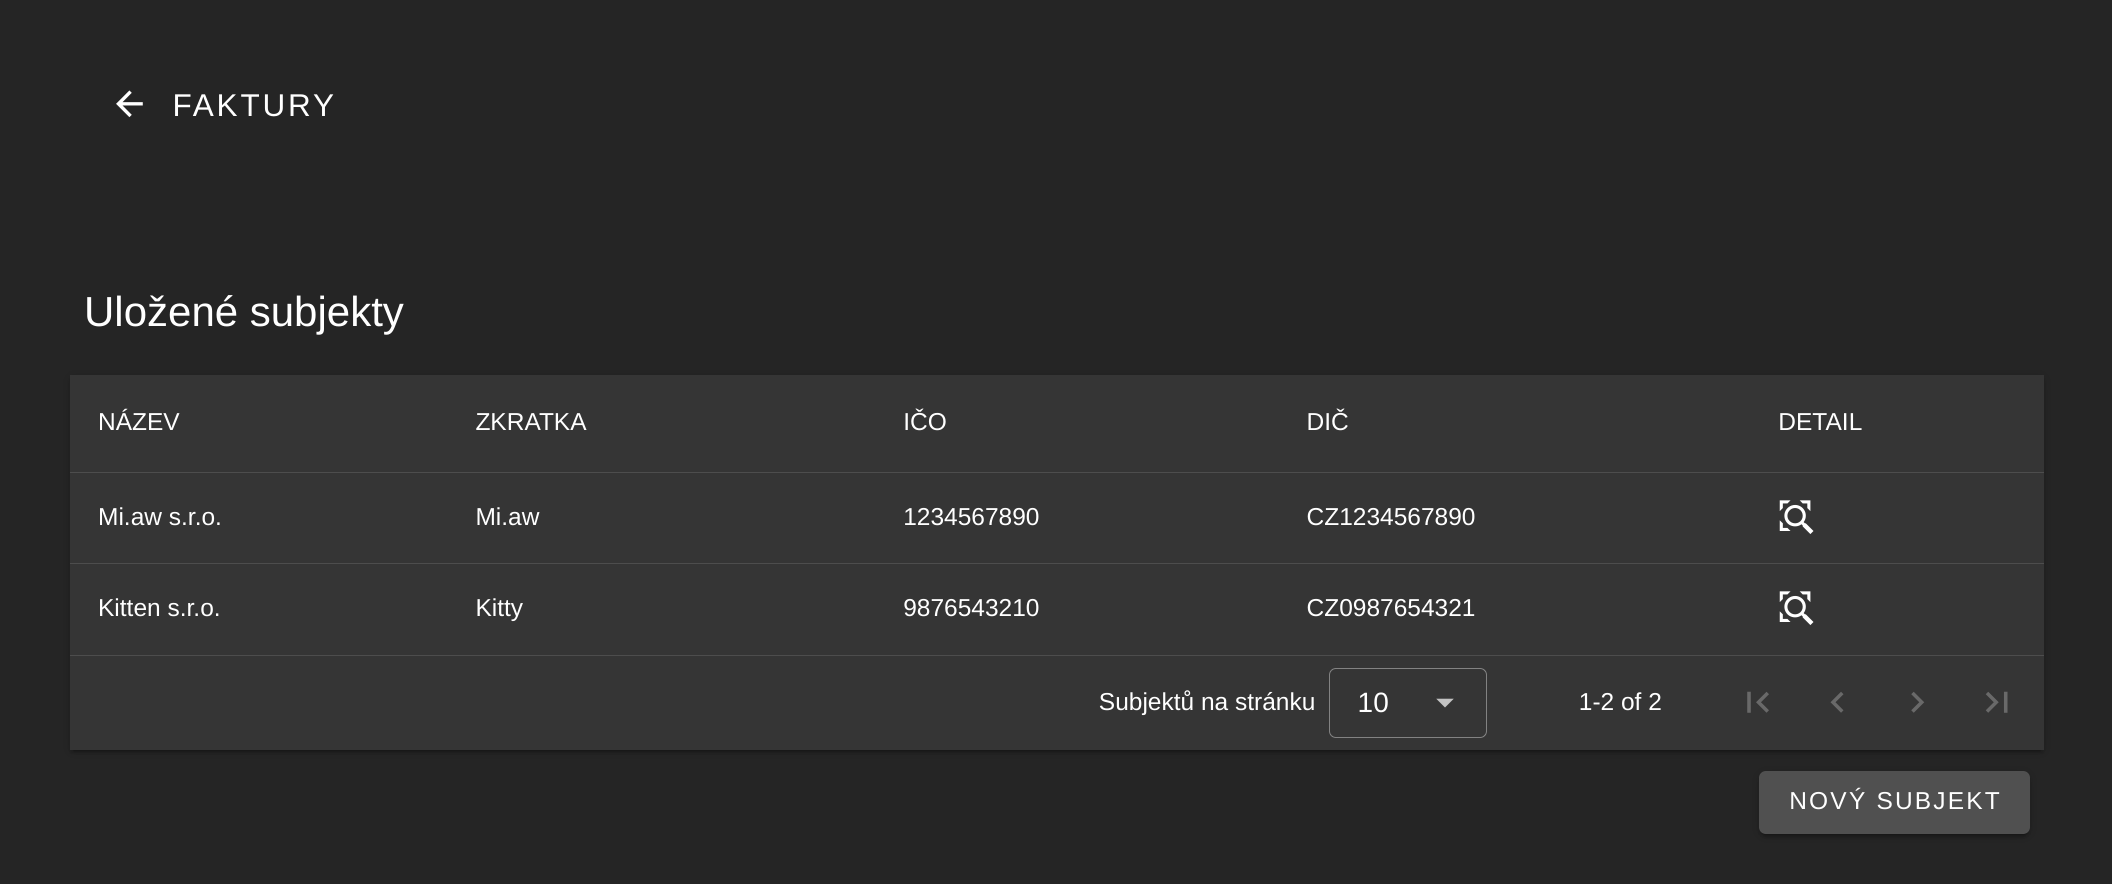 FAKTURY
Uložené subjekty
NÁZEV ZKRATKA IČO DIČ DETAIL
Mi.aw s.r.o. Mi.aw 1234567890 CZ1234567890
Kitten s.r.o. Kitty 9876543210 CZ0987654321
Subjektů na stránku 10 1-2 of 2
NOVÝ SUBJEKT